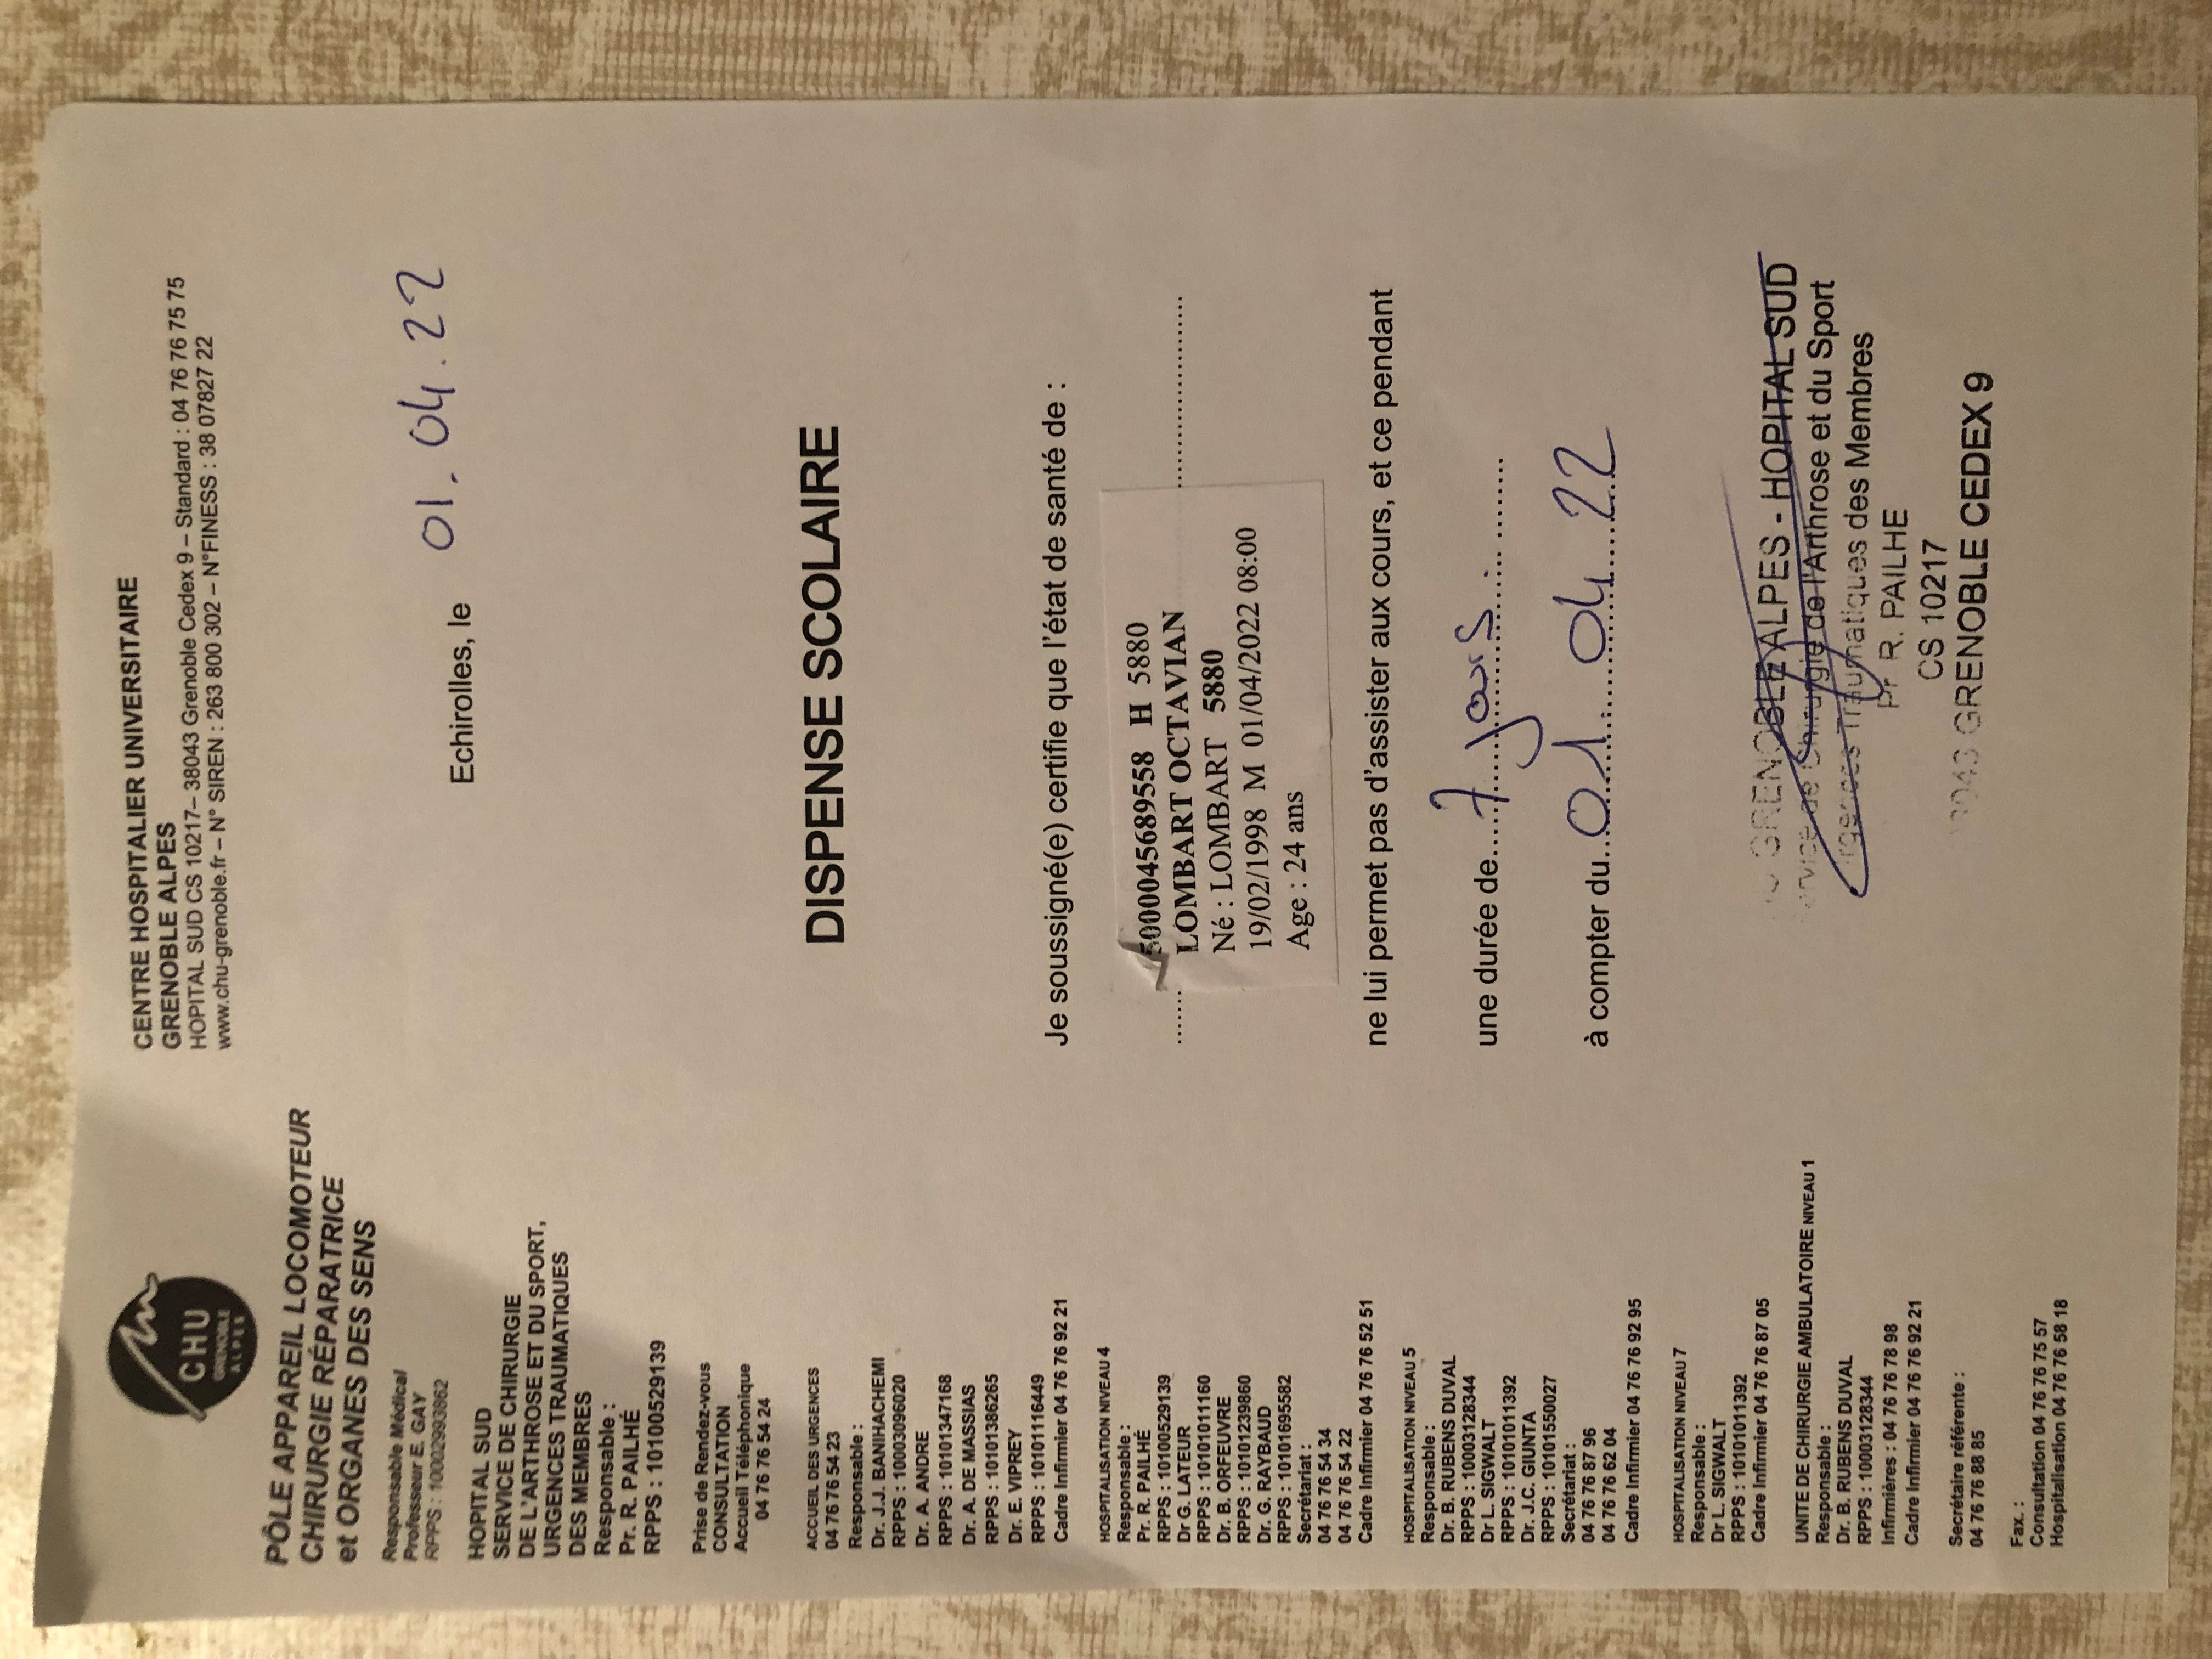 CHU
GRENOBLE
ALPES
PÔLE APPAREIL LOCOMOTEUR
CHIRURGIE RÉPARATRICE
et ORGANES DES SENS
Responsable Médical
Professeur E. GAY
RPPS : 10002993862
HOPITAL SUD
SERVICE DE CHIRURGIE
DE L'ARTHROSE ET DU SPORT,
URGENCES TRAUMATIQUES
DES MEMBRES
Responsable :
Pr. R. PAILHÉ
RPPS : 10100529139
Prise de Rendez-vous
CONSULTATION
Accueil Téléphonique
04 76 76 54 24
ACCUEIL DES URGENCES
04 76 76 54 23
Responsable :
Dr. J.J. BANIHACHEMI
RPPS : 10003096020
Dr. A. ANDRE
RPPS : 10101347168
Dr. A. DE MASSIAS
RPPS : 10101386265
Dr. E. VIPREY
RPPS : 10101116449
Cadre Infirmier 04 76 76 92 21
HOSPITALISATION NIVEAU 4
Responsable :
Pr. R. PAILHÉ
RPPS : 10100529139
Dr G. LATEUR
RPPS : 10101011160
Dr. B. ORFEUVRE
RPPS : 10101239860
Dr. G. RAYBAUD
RPPS : 10101695582
Secrétariat :
04 76 76 54 34
04 76 76 54 22
Cadre Infirmier 04 76 76 52 51
HOSPITALISATION NIVEAU 5
Responsable :
Dr. B. RUBENS DUVAL
RPPS : 10003128344
Dr L. SIGWALT
RPPS : 10101011392
Dr. J.C. GIUNTA
RPPS : 10101550027
Secrétariat :
04 76 76 87 96
04 76 76 62 04
Cadre Infirmier 04 76 76 92 95
HOSPITALISATION NIVEAU 7
Responsable :
Dr L. SIGWALT
RPPS : 10101011392
Cadre Infirmier 04 76 76 87 05
UNITE DE CHIRURGIE AMBULATOIRE NIVEAU 1
Responsable :
Dr. B. RUBENS DUVAL
RPPS : 10003128344
Infirmières : 04 76 76 78 98
Cadre Infirmier 04 76 76 92 21
Secrétaire référente :
04 76 76 88 85
Fax. :
Consultation 04 76 76 75 57
Hospitalisation 04 76 76 58 18
CENTRE HOSPITALIER UNIVERSITAIRE
GRENOBLE ALPES
HOPITAL SUD CS 10217– 38043 Grenoble Cedex 9 – Standard : 04 76 76 75 75
www.chu-grenoble.fr – N° SIREN : 263 800 302 – N°FINESS : 38 07827 22
Echirolles, le 01.04.22
DISPENSE SCOLAIRE
Je soussigné(e) certifie que l'état de santé de :
5000045689558 H 5880
LOMBART OCTAVIAN
Né : LOMBART 5880
19/02/1998 M 01/04/2022 08:00
Age : 24 ans
ne lui permet pas d'assister aux cours, et ce pendant
une durée de 7 jours
à compter du 01 04 22
GRENOBLE ALPES - HOPITAL SUD
Service de Chirurgie de l'Arthrose et du Sport
Urgences Traumatiques des Membres
Pr R. PAILHE
CS 10217
38043 GRENOBLE CEDEX 9